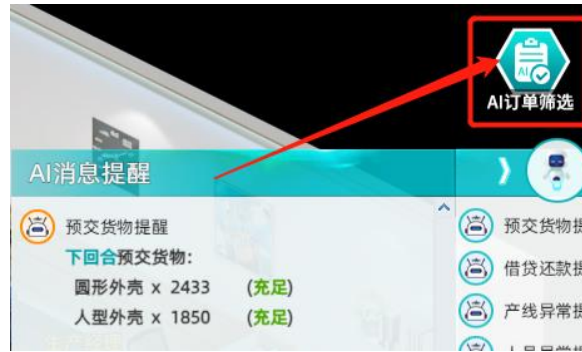 AI
AI订单筛选
AI消息提醒
预交货物提醒
下回合预交货物:
圆形外壳 x 2433 (充足)
人型外壳 x 1850 (充足)
预交货物提
借贷还款提
产线异常提